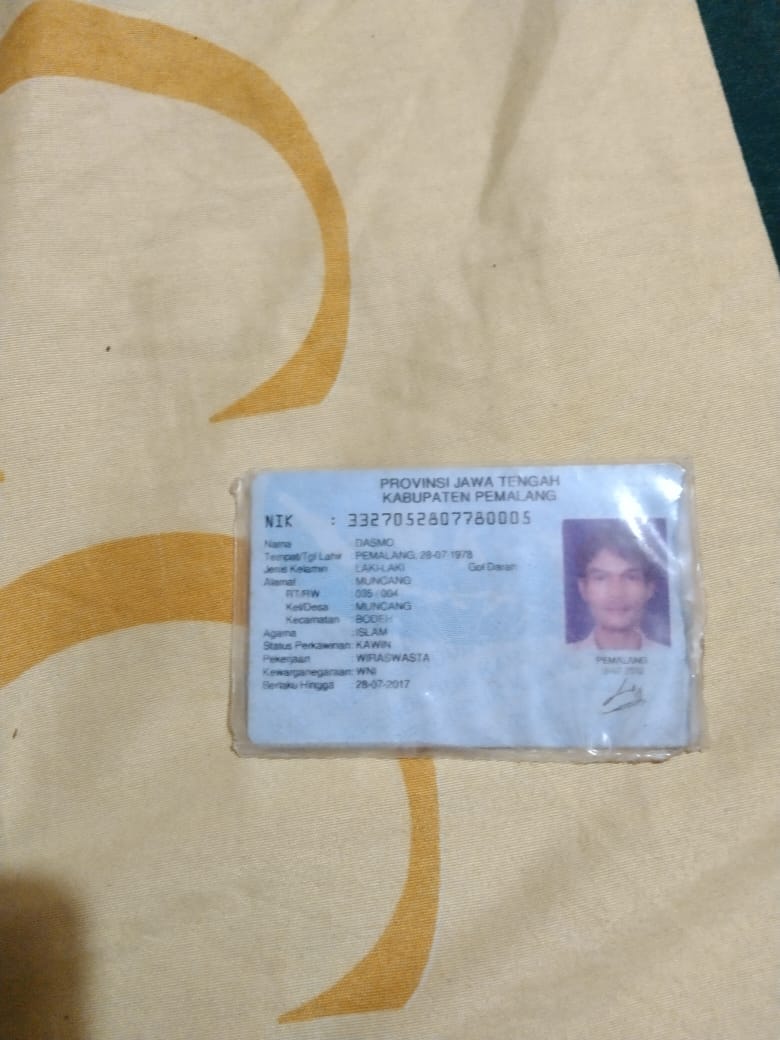 PROVINSI JAWA TENGAH
KABUPATEN PEMALANG
NIK : 3327052807780005
Nama : DASMO
Tempat/Tgl Lahir : PEMALANG, 28-07-1978
Jenis Kelamin : LAKI-LAKI Gol Darah
Alamat : MUNCANG
RT/RW : 035 / 004
Kel/Desa : MUNCANG
Kecamatan : BODEH
Agama : ISLAM
Status Perkawinan: KAWIN
Pekerjaan : WIRASWASTA
Kewarganegaraan: WNI
Berlaku Hingga : 28-07-2017
PEMALANG